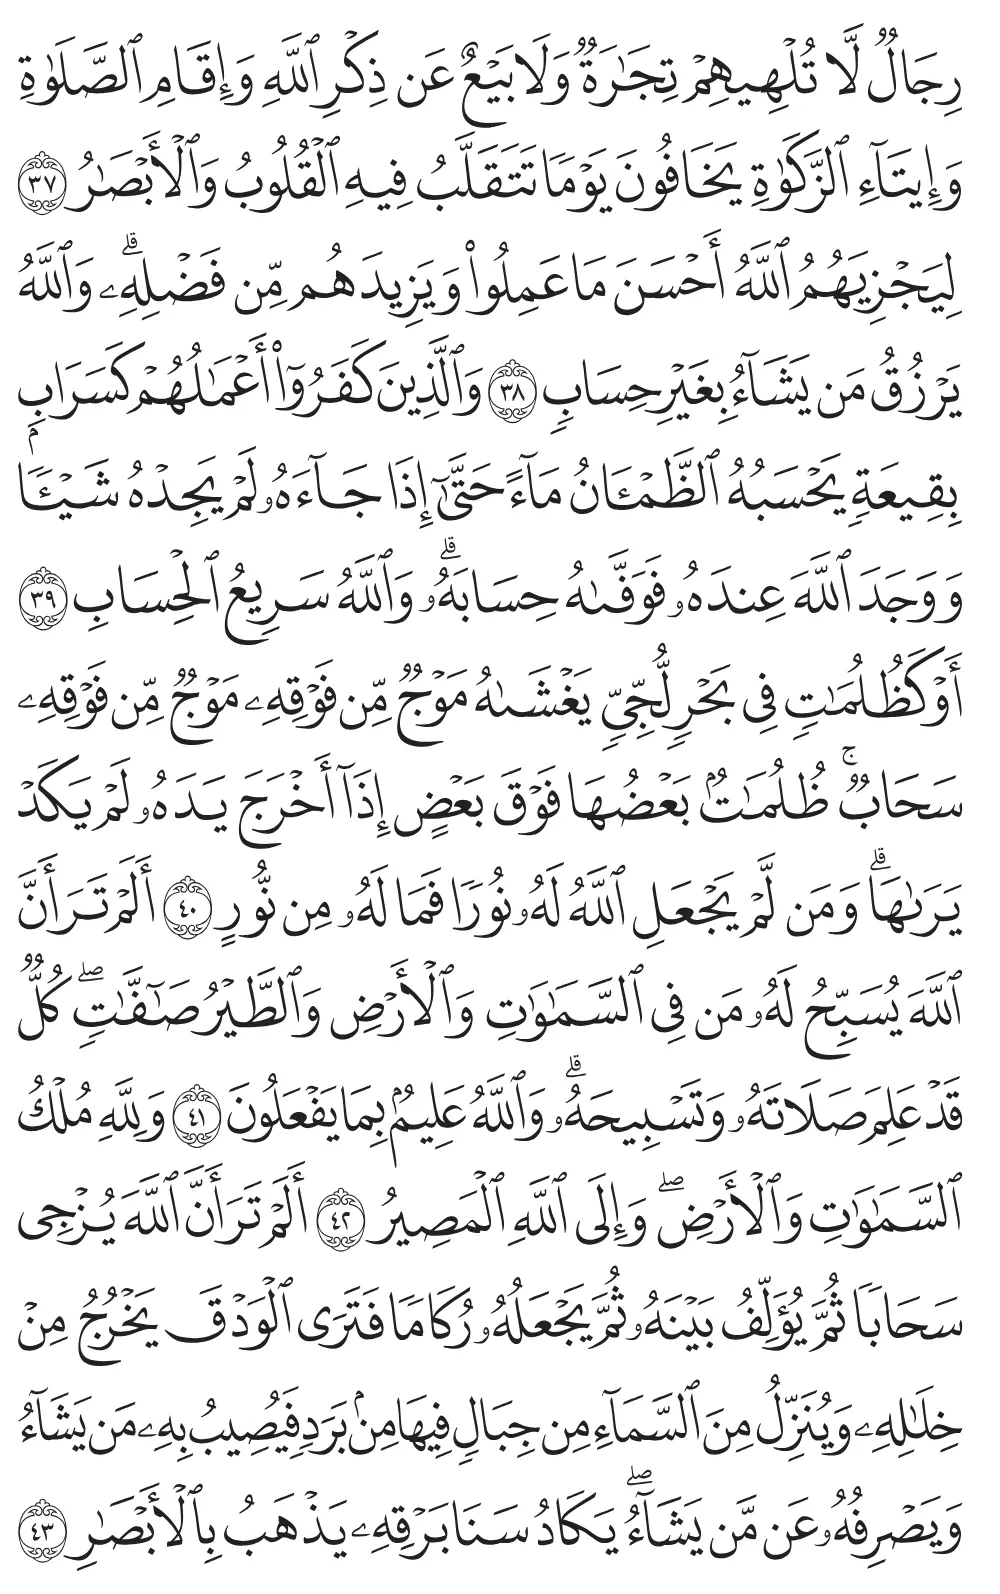 رِجَالٌ لَّا تُلْهِيهِمْ تِجَٰرَةٌ وَلَا بَيْعٌ عَن ذِكْرِ ٱللَّهِ وَإِقَامِ ٱلصَّلَوٰةِ
وَإِيتَآءِ ٱلزَّكَوٰةِ يَخَافُونَ يَوْمًا تَتَقَلَّبُ فِيهِ ٱلْقُلُوبُ وَٱلْأَبْصَٰرُ ٣٧
لِيَجْزِيَهُمُ ٱللَّهُ أَحْسَنَ مَا عَمِلُوا۟ وَيَزِيدَهُم مِّن فَضْلِهِۦ ۗ وَٱللَّهُ
يَرْزُقُ مَن يَشَآءُ بِغَيْرِ حِسَابٍ ٣٨ وَٱلَّذِينَ كَفَرُوٓا۟ أَعْمَٰلُهُمْ كَسَرَابٍۭ
بِقِيعَةٍ يَحْسَبُهُ ٱلظَّمْـَٔانُ مَآءً حَتَّىٰٓ إِذَا جَآءَهُۥ لَمْ يَجِدْهُ شَيْـًٔا
وَوَجَدَ ٱللَّهَ عِندَهُۥ فَوَفَّىٰهُ حِسَابَهُۥ ۗ وَٱللَّهُ سَرِيعُ ٱلْحِسَابِ ٣٩
أَوْ كَظُلُمَٰتٍ فِى بَحْرٍ لُّجِّىٍّ يَغْشَىٰهُ مَوْجٌ مِّن فَوْقِهِۦ مَوْجٌ مِّن فَوْقِهِۦ
سَحَابٌ ۚ ظُلُمَٰتٌۢ بَعْضُهَا فَوْقَ بَعْضٍ إِذَآ أَخْرَجَ يَدَهُۥ لَمْ يَكَدْ
يَرَىٰهَا ۗ وَمَن لَّمْ يَجْعَلِ ٱللَّهُ لَهُۥ نُورًا فَمَا لَهُۥ مِن نُّورٍ ٤٠ أَلَمْ تَرَ أَنَّ
ٱللَّهَ يُسَبِّحُ لَهُۥ مَن فِى ٱلسَّمَٰوَٰتِ وَٱلْأَرْضِ وَٱلطَّيْرُ صَٰٓفَّٰتٍ ۖ كُلٌّ
قَدْ عَلِمَ صَلَاتَهُۥ وَتَسْبِيحَهُۥ ۗ وَٱللَّهُ عَلِيمٌۢ بِمَا يَفْعَلُونَ ٤١ وَلِلَّهِ مُلْكُ
ٱلسَّمَٰوَٰتِ وَٱلْأَرْضِ ۖ وَإِلَى ٱللَّهِ ٱلْمَصِيرُ ٤٢ أَلَمْ تَرَ أَنَّ ٱللَّهَ يُزْجِى
سَحَابًا ثُمَّ يُؤَلِّفُ بَيْنَهُۥ ثُمَّ يَجْعَلُهُۥ رُكَامًا فَتَرَى ٱلْوَدْقَ يَخْرُجُ مِنْ
خِلَٰلِهِۦ وَيُنَزِّلُ مِنَ ٱلسَّمَآءِ مِن جِبَالٍ فِيهَا مِنۢ بَرَدٍ فَيُصِيبُ بِهِۦ مَن يَشَآءُ
وَيَصْرِفُهُۥ عَن مَّن يَشَآءُ ۖ يَكَادُ سَنَا بَرْقِهِۦ يَذْهَبُ بِٱلْأَبْصَٰرِ ٤٣